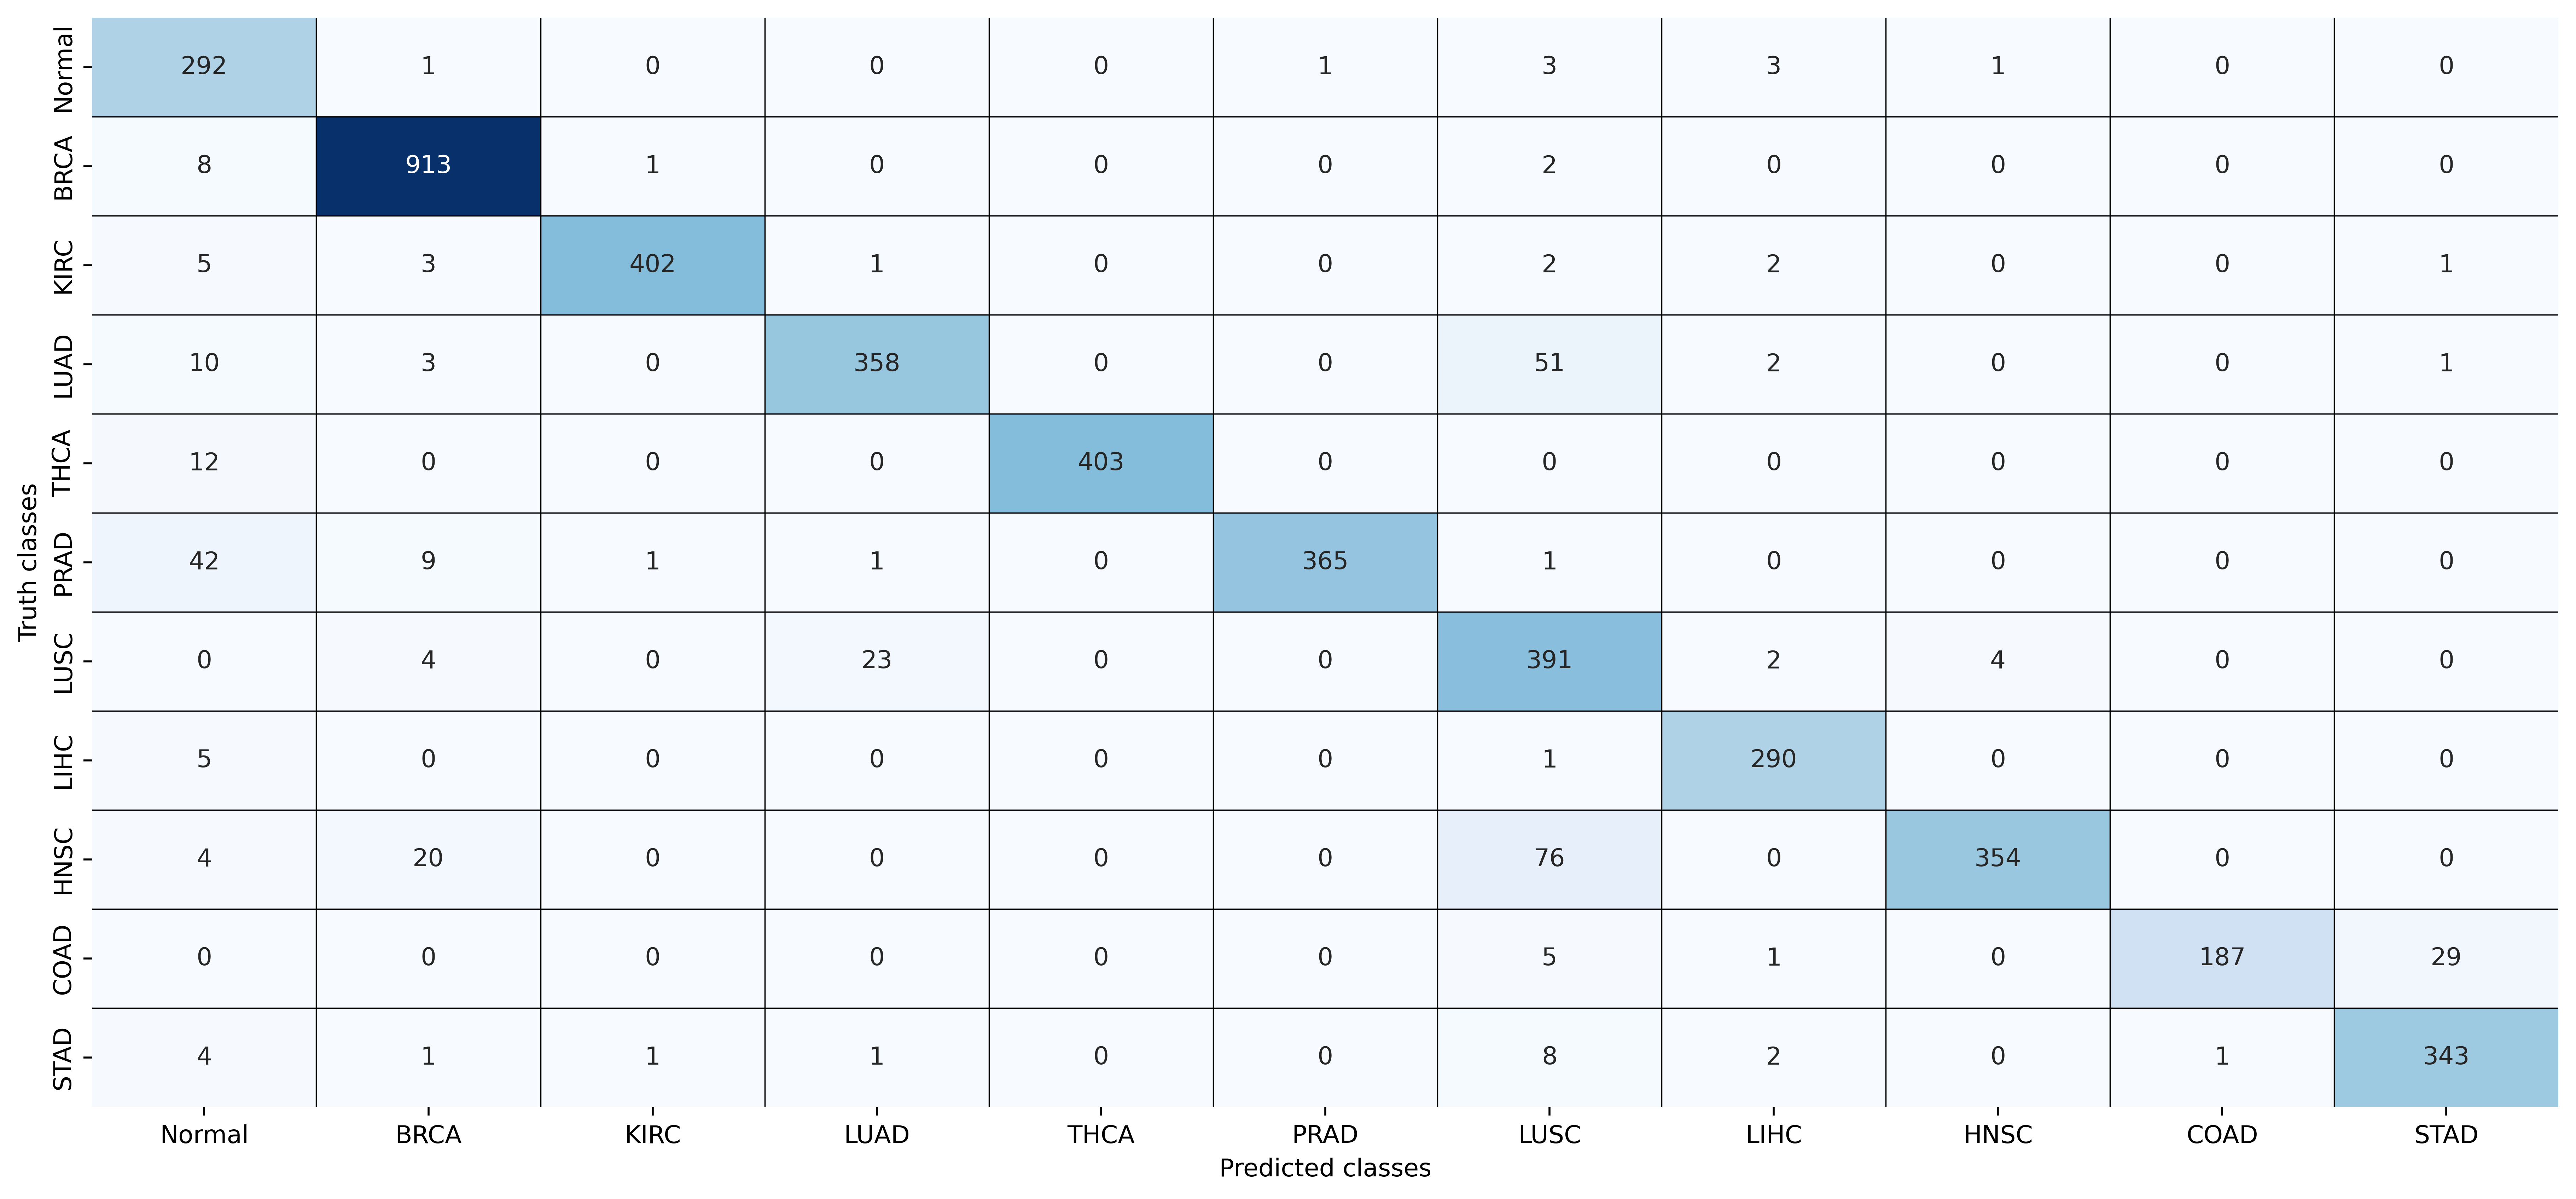 Truth classes
Normal 292 1 0 0 0 1 3 3 1 0 0
BRCA 8 913 1 0 0 0 2 0 0 0 0
KIRC 5 3 402 1 0 0 2 2 0 0 1
LUAD 10 3 0 358 0 0 51 2 0 0 1
THCA 12 0 0 0 403 0 0 0 0 0 0
PRAD 42 9 1 1 0 365 1 0 0 0 0
LUSC 0 4 0 23 0 0 391 2 4 0 0
LIHC 5 0 0 0 0 0 1 290 0 0 0
HNSC 4 20 0 0 0 0 76 0 354 0 0
COAD 0 0 0 0 0 0 5 1 0 187 29
STAD 4 1 1 1 0 0 8 2 0 1 343
Normal BRCA KIRC LUAD THCA PRAD LUSC LIHC HNSC COAD STAD
Predicted classes